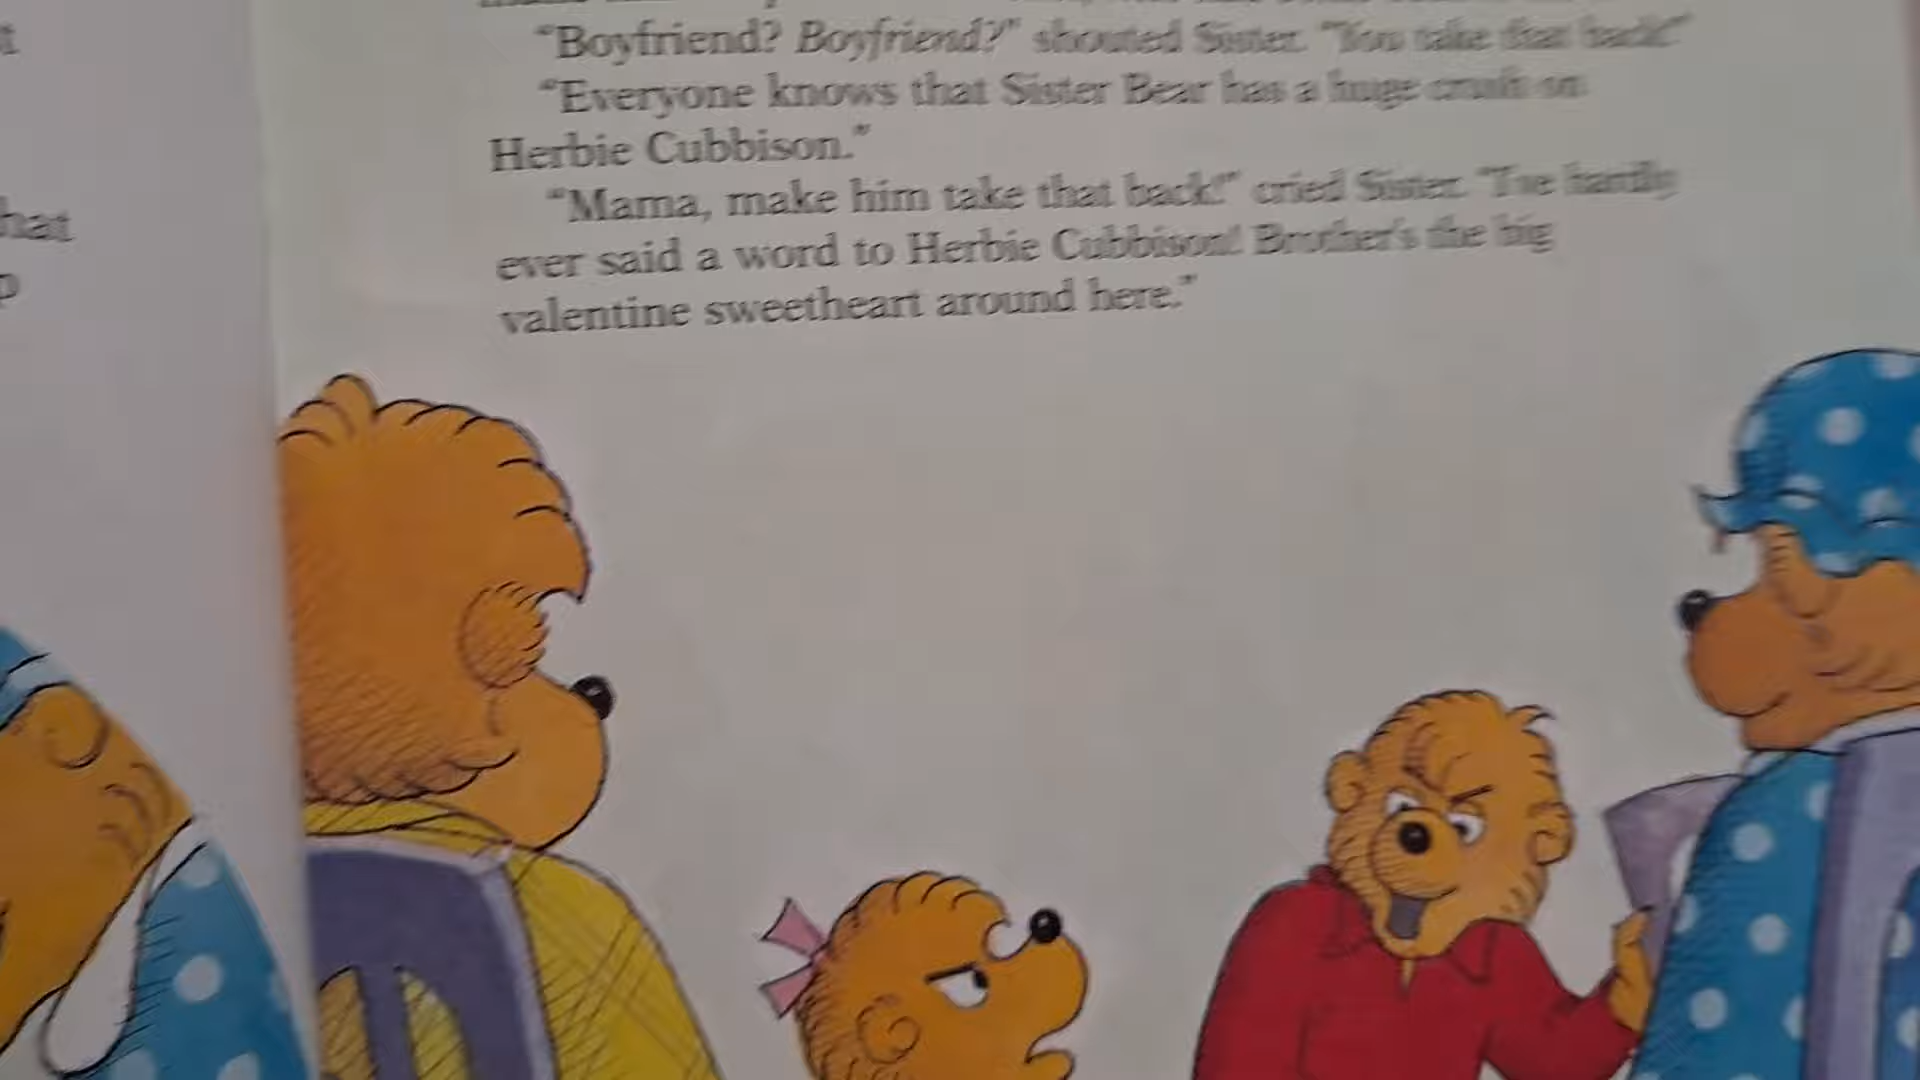 "Boyfriend? Boyfriend?" shouted Sister. "You take that back!"
"Everyone knows that Sister Bear has a huge crush on
Herbie Cubbison."
"Mama, make him take that back!" cried Sister. "I've hardly
ever said a word to Herbie Cubbison! Brother's the big
valentine sweetheart around here."
hat